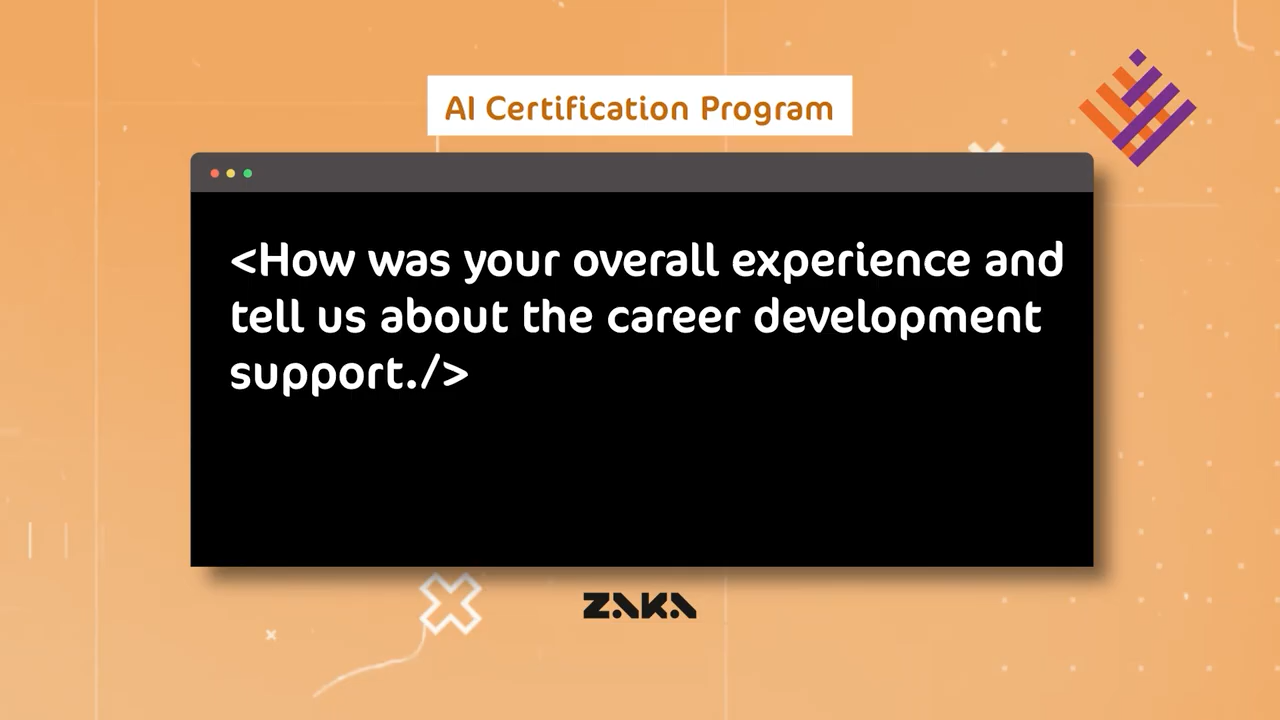 AI Certification Program
<How was your overall experience and
tell us about the career development
support./>
ZAKA